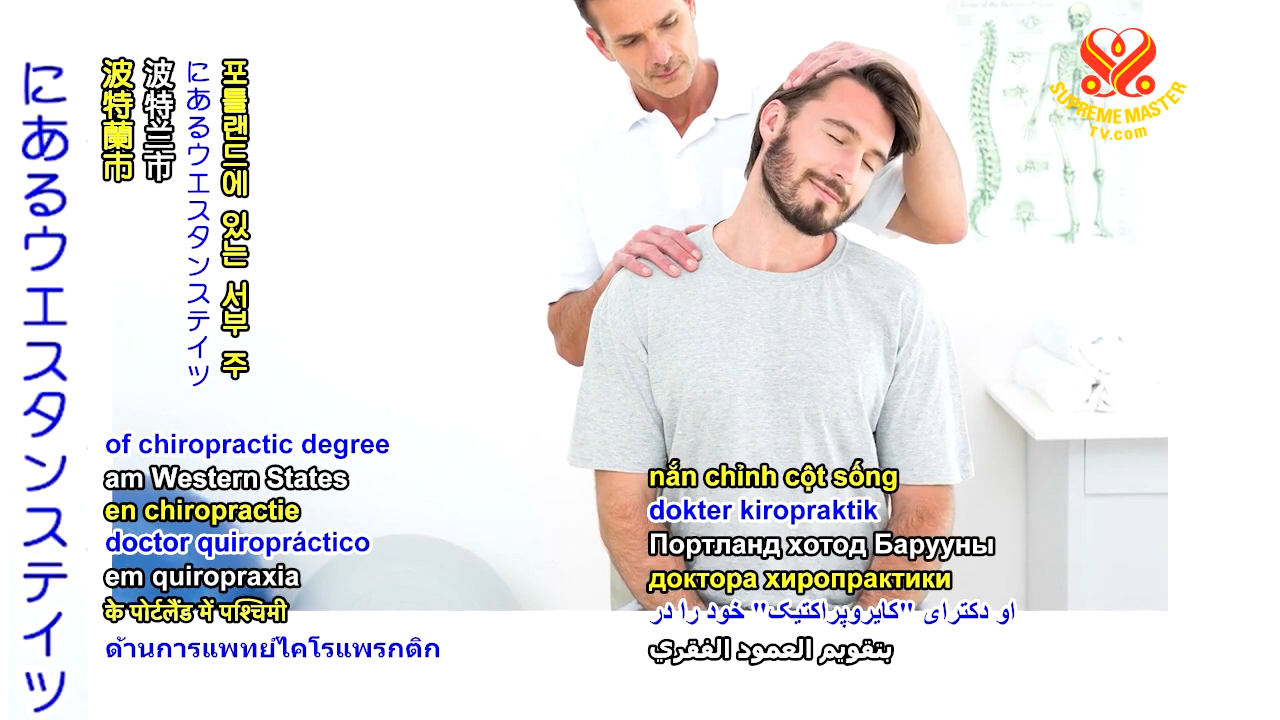 にあるウエスタンステイツ
波特蘭市
波特兰市
にあるウエスタンステイツ
포틀랜드에 있는 서부 주
SUPREME MASTER
TV.com
of chiropractic degree
am Western States
en chiropractie
doctor quiropráctico
em quiropraxia
के पोर्टलैंड में पश्चिमी
ด้านการแพทย์ไคโรแพรกติก
nắn chỉnh cột sống
dokter kiropraktik
Портланд хотод Барууны
доктора хиропрактики
او دکترای "کایروپراکتیک" خود را در
بتقويم العمود الفقري